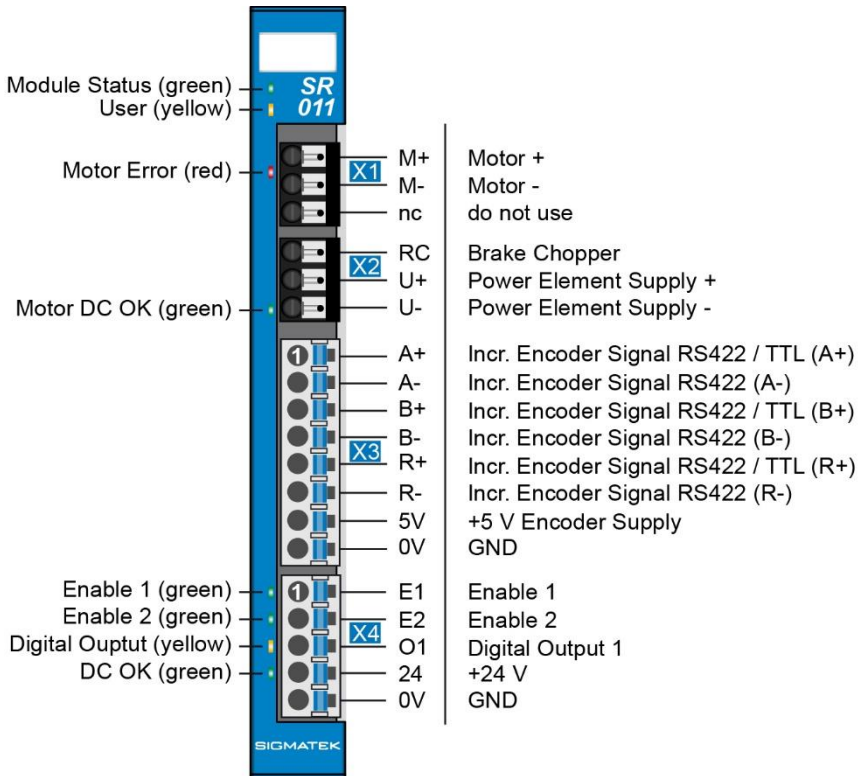 SR
011
Module Status (green)
User (yellow)
Motor Error (red)
X1
M+ Motor +
M- Motor -
nc do not use
X2
RC Brake Chopper
U+ Power Element Supply +
Motor DC OK (green) U- Power Element Supply -
1 A+ Incr. Encoder Signal RS422 / TTL (A+)
A- Incr. Encoder Signal RS422 (A-)
B+ Incr. Encoder Signal RS422 / TTL (B+)
B- Incr. Encoder Signal RS422 (B-)
X3
R+ Incr. Encoder Signal RS422 / TTL (R+)
R- Incr. Encoder Signal RS422 (R-)
5V +5 V Encoder Supply
0V GND
Enable 1 (green) 1 E1 Enable 1
Enable 2 (green) E2 Enable 2
X4
Digital Ouptut (yellow) O1 Digital Output 1
DC OK (green) 24 +24 V
0V GND
SIGMATEK